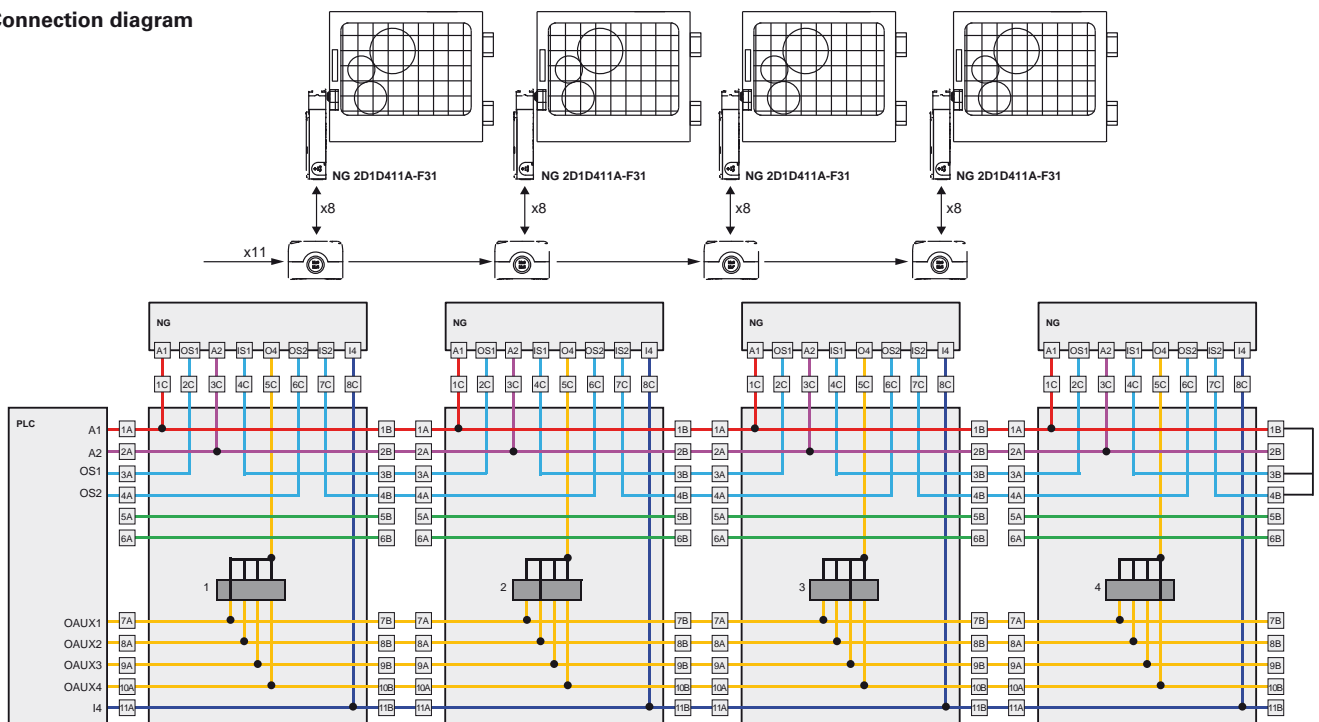 Connection diagram
NG 2D1D411A-F31 NG 2D1D411A-F31 NG 2D1D411A-F31 NG 2D1D411A-F31
x8 x8 x8 x8
x11
NG NG NG NG
A1 OS1 A2 IS1 O4 OS2 IS2 I4 A1 OS1 A2 IS1 O4 OS2 IS2 I4 A1 OS1 A2 IS1 O4 OS2 IS2 I4 A1 OS1 A2 IS1 O4 OS2 IS2 I4
1C 2C 3C 4C 5C 6C 7C 8C 1C 2C 3C 4C 5C 6C 7C 8C 1C 2C 3C 4C 5C 6C 7C 8C 1C 2C 3C 4C 5C 6C 7C 8C
PLC
A1 1A 1B 1A 1B 1A 1B 1A 1B
A2 2A 2B 2A 2B 2A 2B 2A 2B
OS1 3A 3B 3A 3B 3A 3B 3A 3B
OS2 4A 4B 4A 4B 4A 4B 4A 4B
5A 5B 5A 5B 5A 5B 5A 5B
6A 6B 6A 6B 6A 6B 6A 6B
1 2 3 4
OAUX1 7A 7B 7A 7B 7A 7B 7A 7B
OAUX2 8A 8B 8A 8B 8A 8B 8A 8B
OAUX3 9A 9B 9A 9B 9A 9B 9A 9B
OAUX4 10A 10B 10A 10B 10A 10B 10A 10B
I4 11A 11B 11A 11B 11A 11B 11A 11B